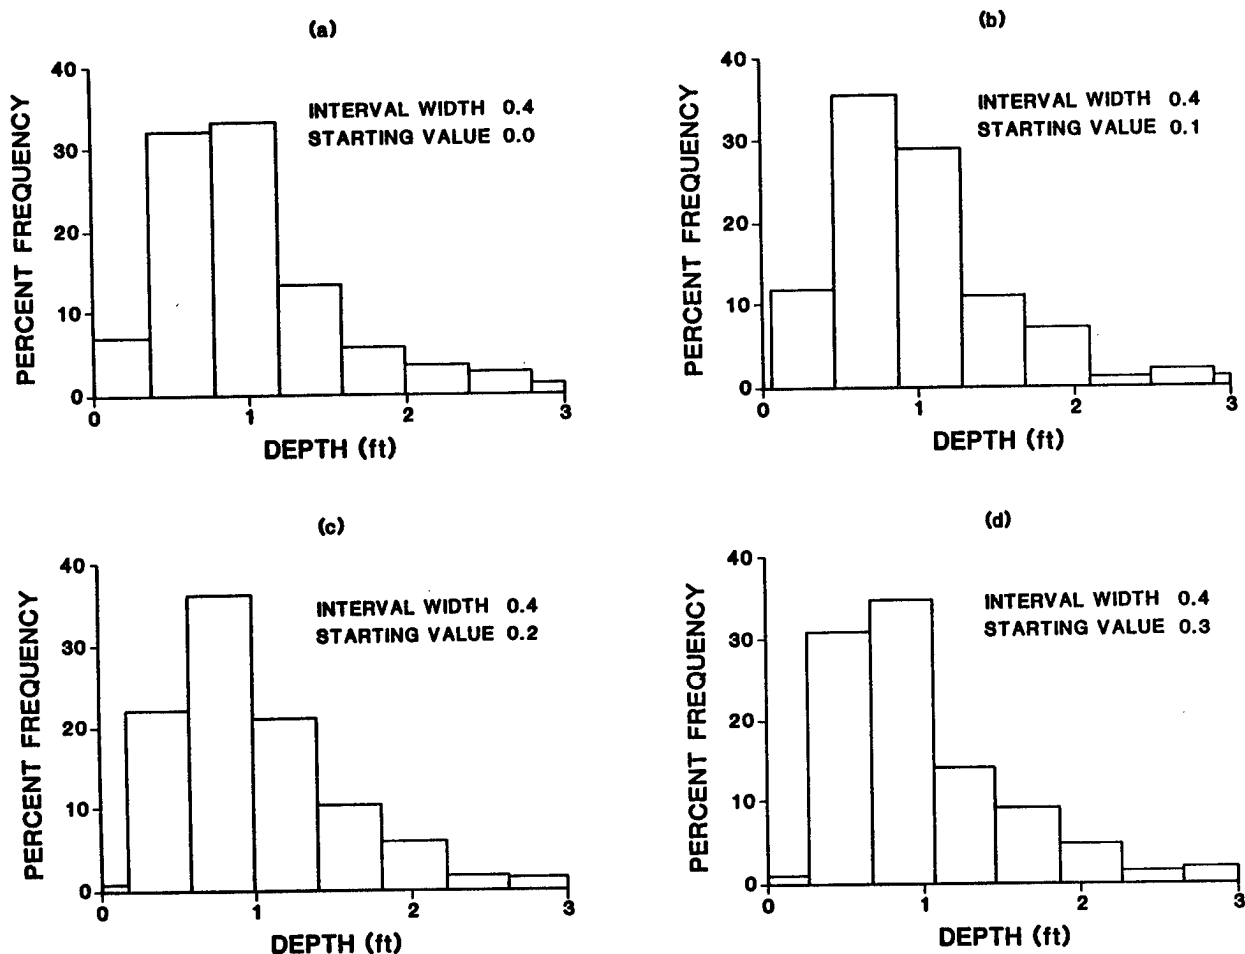 (a)
40
30
20
10
0
PERCENT FREQUENCY
INTERVAL WIDTH 0.4
STARTING VALUE 0.0
0 1 2 3
DEPTH (ft)
(b)
40
30
20
10
0
PERCENT FREQUENCY
INTERVAL WIDTH 0.4
STARTING VALUE 0.1
0 1 2 3
DEPTH (ft)
(c)
40
30
20
10
0
PERCENT FREQUENCY
INTERVAL WIDTH 0.4
STARTING VALUE 0.2
0 1 2 3
DEPTH (ft)
(d)
40
30
20
10
0
PERCENT FREQUENCY
INTERVAL WIDTH 0.4
STARTING VALUE 0.3
0 1 2 3
DEPTH (ft)